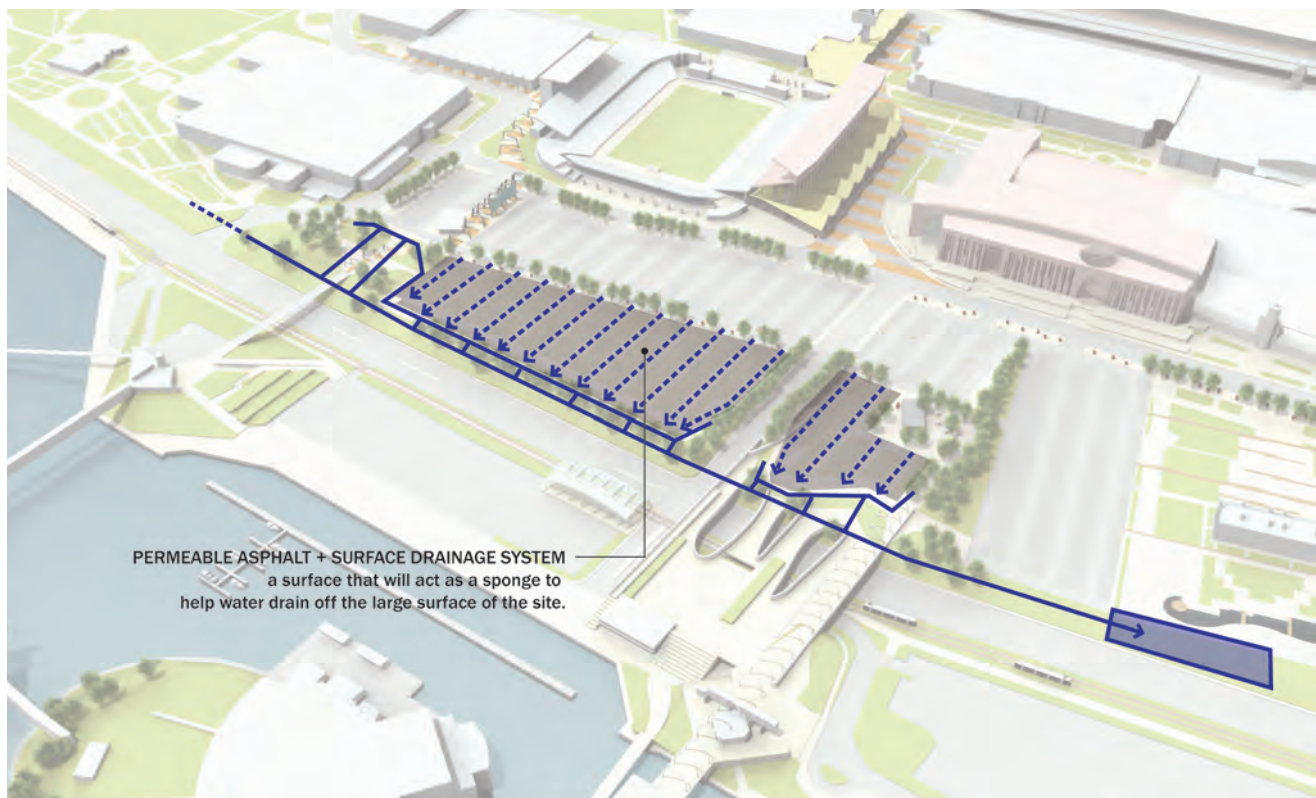 PERMEABLE ASPHALT + SURFACE DRAINAGE SYSTEM
a surface that will act as a sponge to
help water drain off the large surface of the site.